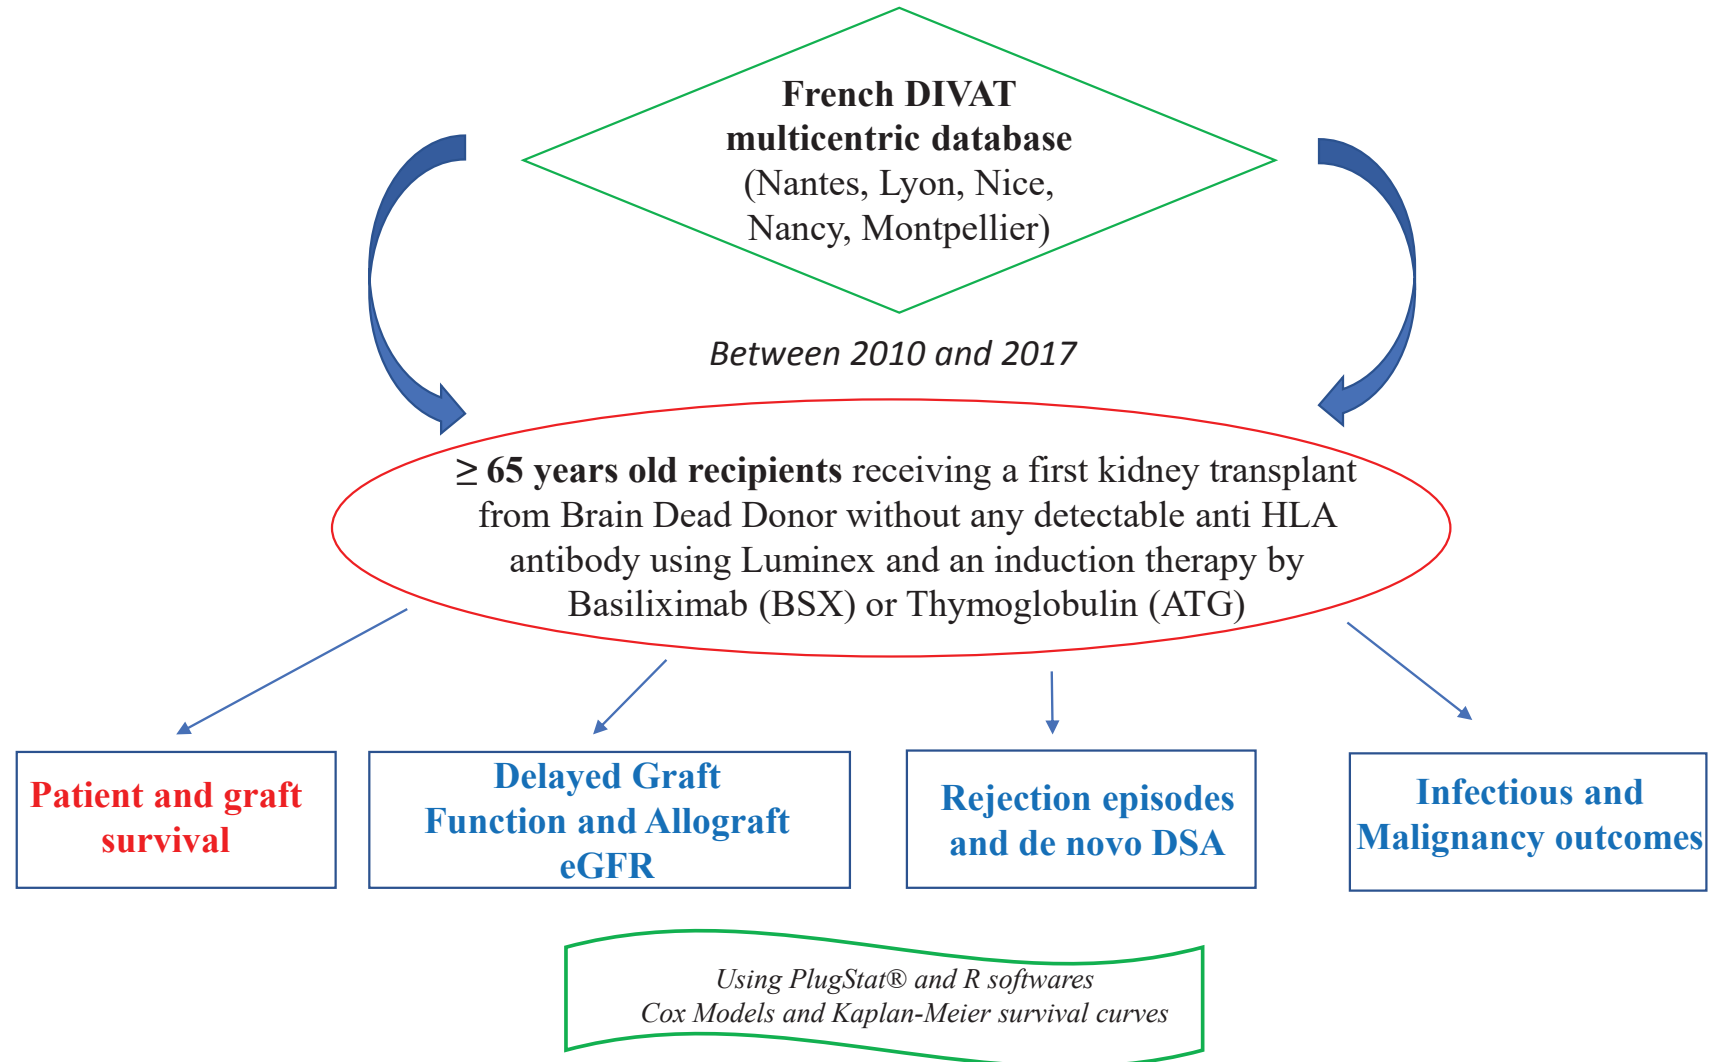 French DIVAT
multicentric database
(Nantes, Lyon, Nice,
Nancy, Montpellier)
Between 2010 and 2017
≥ 65 years old recipients receiving a first kidney transplant
from Brain Dead Donor without any detectable anti HLA
antibody using Luminex and an induction therapy by
Basiliximab (BSX) or Thymoglobulin (ATG)
Patient and graft
survival
Delayed Graft
Function and Allograft
eGFR
Rejection episodes
and de novo DSA
Infectious and
Malignancy outcomes
Using PlugStat® and R softwares
Cox Models and Kaplan-Meier survival curves